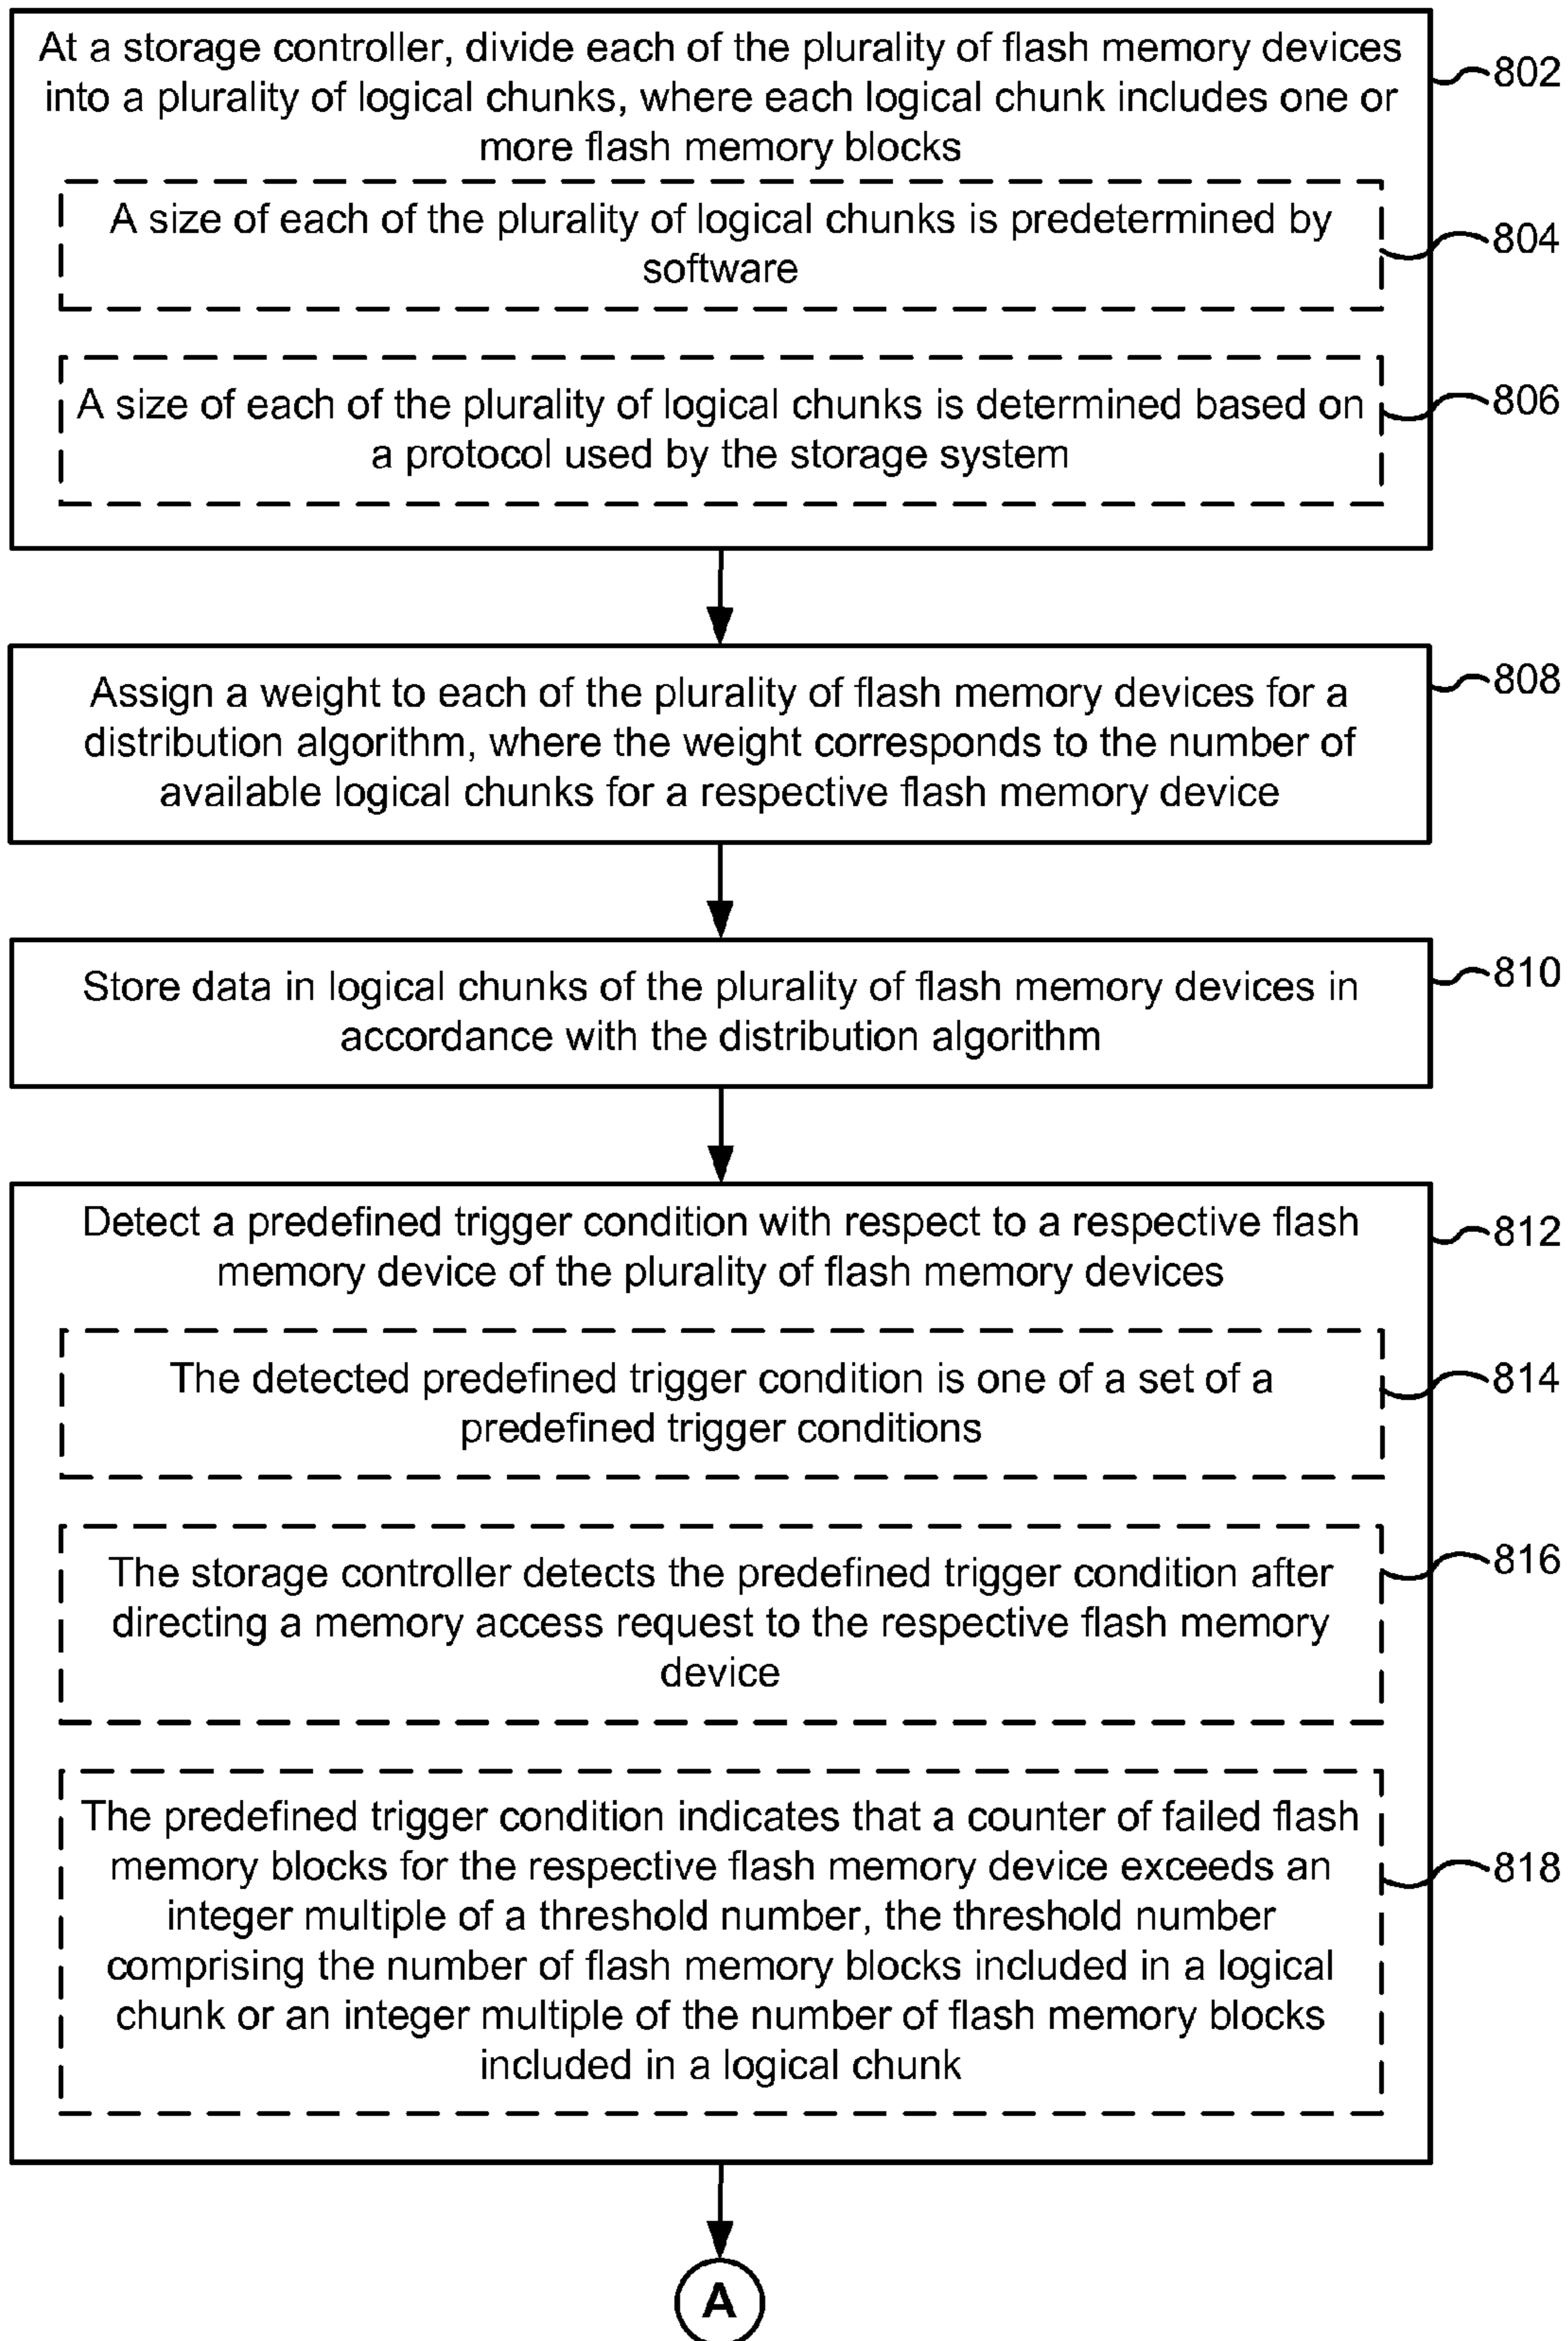 At a storage controller, divide each of the plurality of flash memory devices
into a plurality of logical chunks, where each logical chunk includes one or
more flash memory blocks
802
A size of each of the plurality of logical chunks is predetermined by
software
804
A size of each of the plurality of logical chunks is determined based on
a protocol used by the storage system
806
Assign a weight to each of the plurality of flash memory devices for a
distribution algorithm, where the weight corresponds to the number of
available logical chunks for a respective flash memory device
808
Store data in logical chunks of the plurality of flash memory devices in
accordance with the distribution algorithm
810
Detect a predefined trigger condition with respect to a respective flash
memory device of the plurality of flash memory devices
812
The detected predefined trigger condition is one of a set of a
predefined trigger conditions
814
The storage controller detects the predefined trigger condition after
directing a memory access request to the respective flash memory
device
816
The predefined trigger condition indicates that a counter of failed flash
memory blocks for the respective flash memory device exceeds an
integer multiple of a threshold number, the threshold number
comprising the number of flash memory blocks included in a logical
chunk or an integer multiple of the number of flash memory blocks
included in a logical chunk
818
A